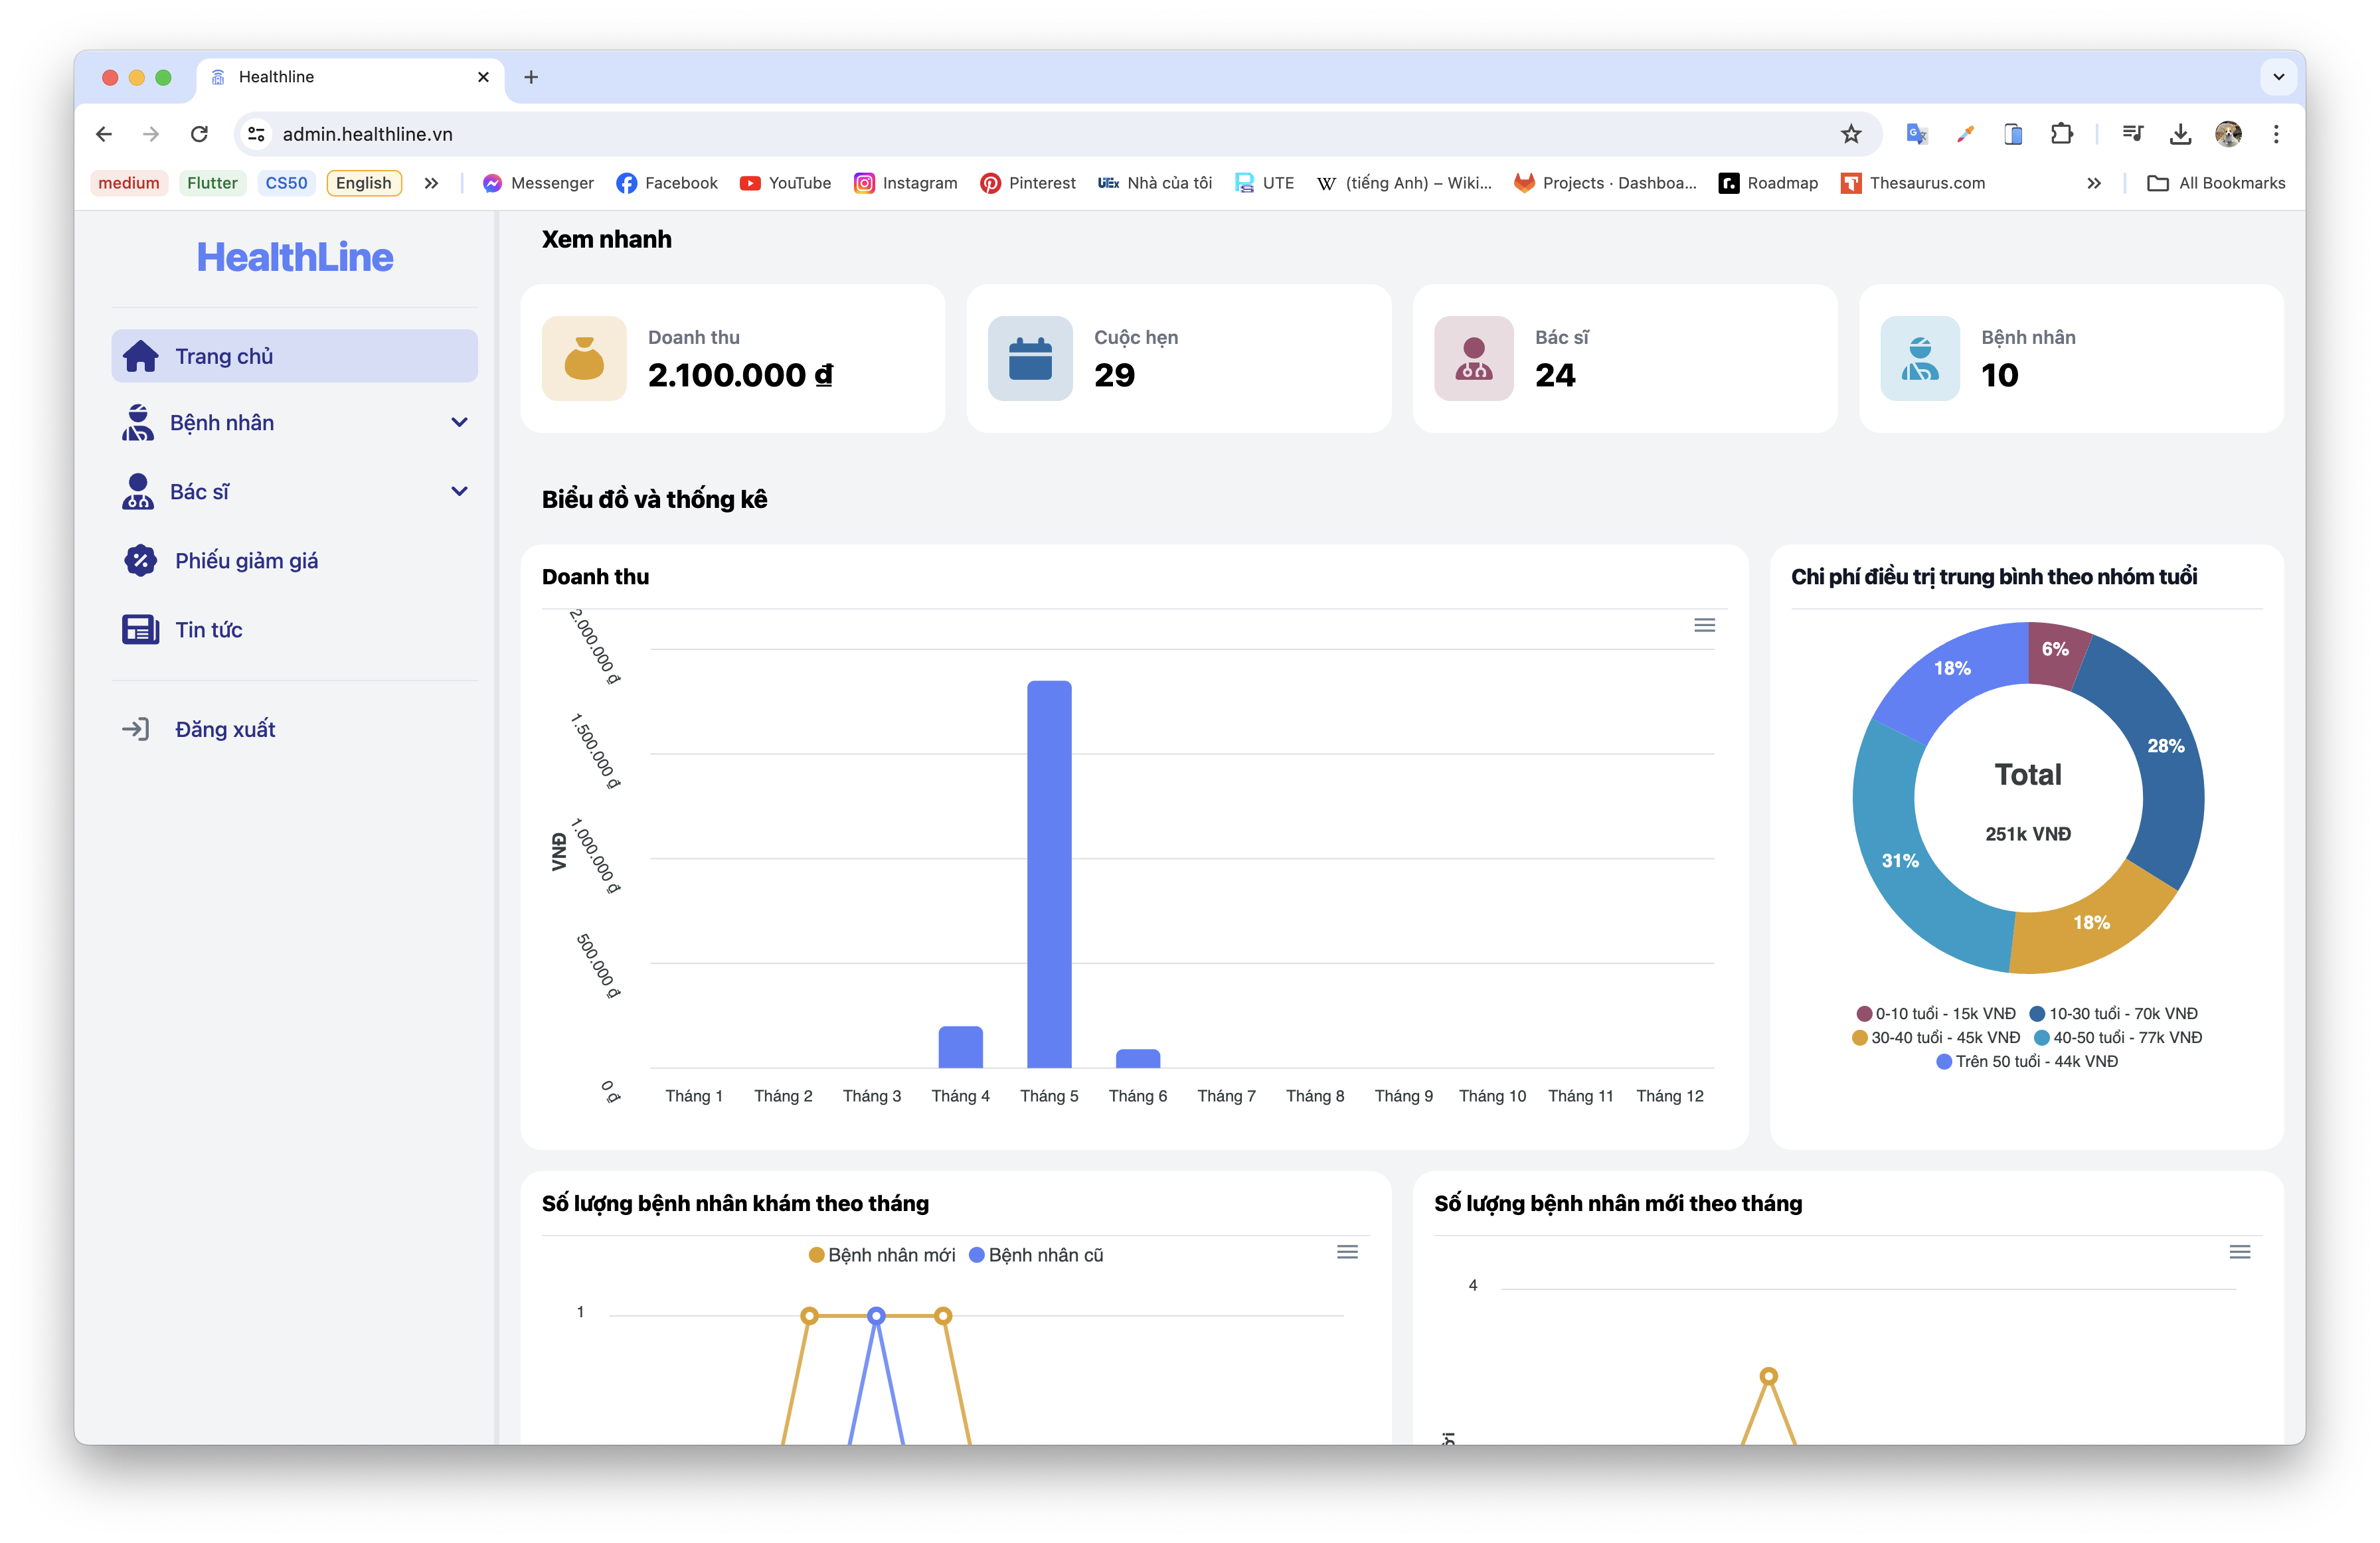 Healthline
admin.healthline.vn
medium Flutter CS50 English Messenger Facebook YouTube Instagram Pinterest UEx Nhà của tôi UTE W (tiếng Anh) – Wiki... Projects · Dashboa... Roadmap Thesaurus.com All Bookmarks
HealthLine
Trang chủ
Bệnh nhân
Bác sĩ
Phiếu giảm giá
Tin tức
Đăng xuất
Xem nhanh
Doanh thu
2.100.000 ₫
Cuộc hẹn
29
Bác sĩ
24
Bệnh nhân
10
Biểu đồ và thống kê
Doanh thu
VNĐ
2.000.000 ₫
1.500.000 ₫
1.000.000 ₫
500.000 ₫
0 ₫
Tháng 1 Tháng 2 Tháng 3 Tháng 4 Tháng 5 Tháng 6 Tháng 7 Tháng 8 Tháng 9 Tháng 10 Tháng 11 Tháng 12
Chi phí điều trị trung bình theo nhóm tuổi
6%
18%
28%
Total
251k VNĐ
31%
18%
0-10 tuổi - 15k VNĐ 10-30 tuổi - 70k VNĐ
30-40 tuổi - 45k VNĐ 40-50 tuổi - 77k VNĐ
Trên 50 tuổi - 44k VNĐ
Số lượng bệnh nhân khám theo tháng
Bệnh nhân mới Bệnh nhân cũ
1
Số lượng bệnh nhân mới theo tháng
4